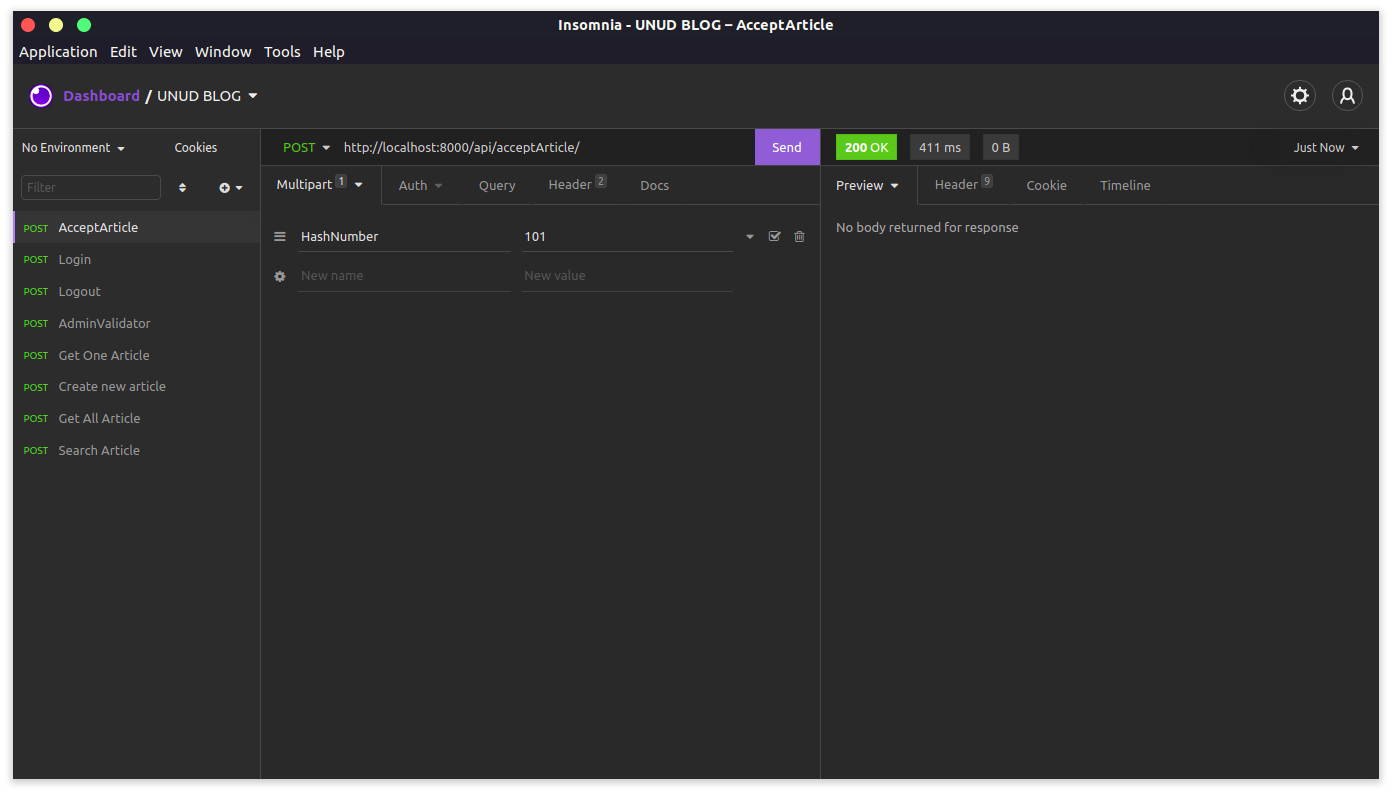 Insomnia - UNUD BLOG – AcceptArticle
Application Edit View Window Tools Help
Dashboard / UNUD BLOG
No Environment Cookies
Filter
POST AcceptArticle
POST Login
POST Logout
POST AdminValidator
POST Get One Article
POST Create new article
POST Get All Article
POST Search Article
POST http://localhost:8000/api/acceptArticle/ Send
Multipart 1 Auth Query Header 2 Docs
HashNumber 101
New name New value
200 OK 411 ms 0 B Just Now
Preview Header 9 Cookie Timeline
No body returned for response